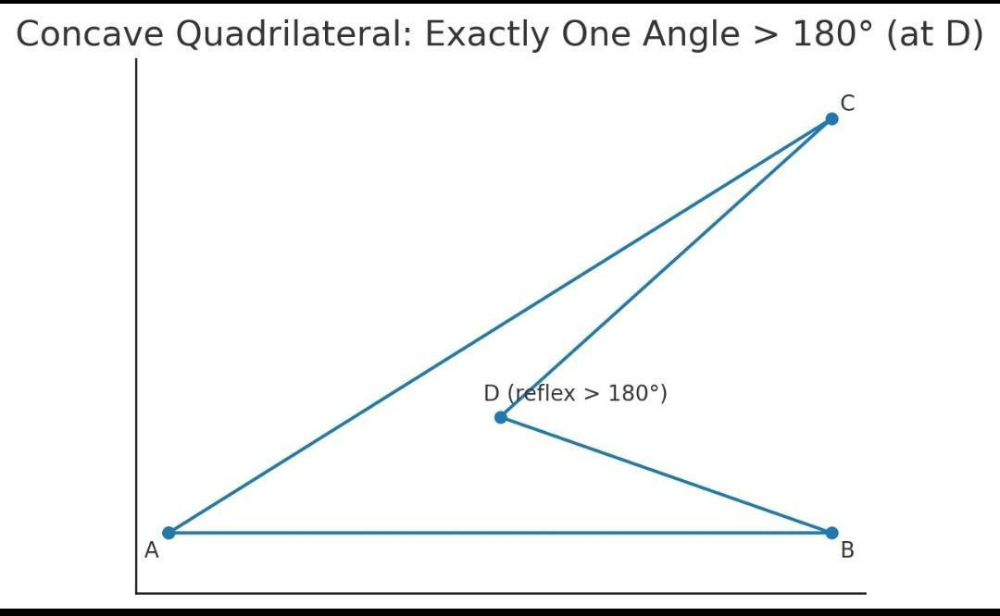 Concave Quadrilateral: Exactly One Angle > 180° (at D)
C
D (reflex > 180°)
A
B